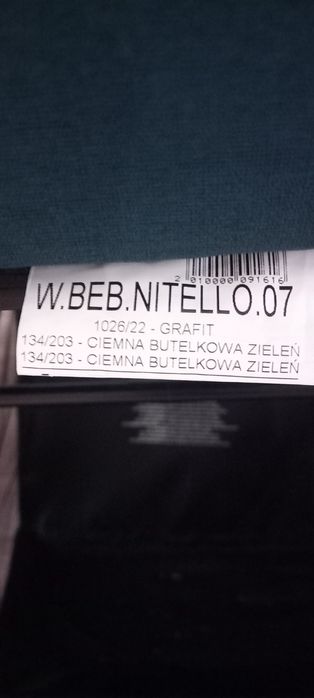 2 010000 091616
W.BEB.NITELLO.07
1026/22 - GRAFIT
134/203 - CIEMNA BUTELKOWA ZIELEŃ
134/203 - CIEMNA BUTELKOWA ZIELEŃ